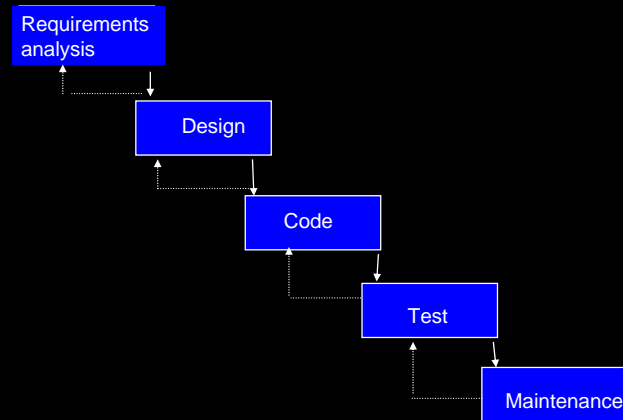 Requirements
analysis
Design
Code
Test
Maintenance